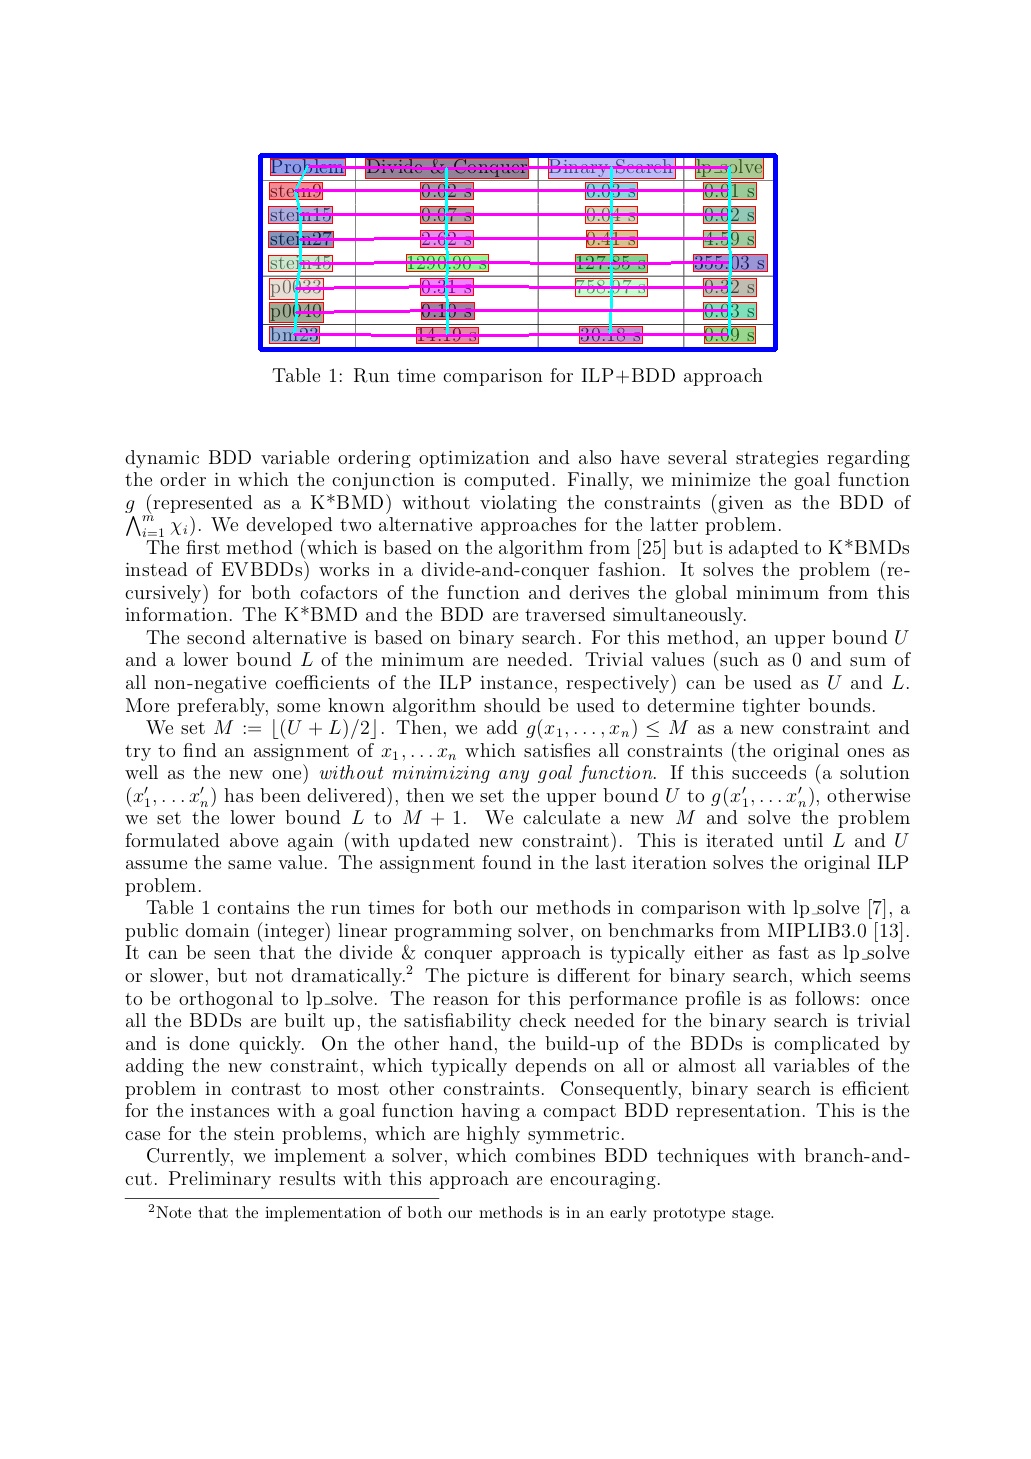 Problem Divide & Conquer Binary Search lp_solve
stein9 0.02 s 0.03 s 0.01 s
stein15 0.07 s 0.04 s 0.02 s
stein27 2.62 s 0.41 s 4.59 s
stein45 1290.90 s 127.85 s 355.03 s
p0033 0.31 s 758.97 s 0.32 s
p0040 0.03 s
bm23 14.19 s 30.18 s 0.09 s
Table 1: Run time comparison for ILP+BDD approach
dynamic BDD variable ordering optimization and also have several strategies regarding
the order in which the conjunction is computed. Finally, we minimize the goal function
g (represented as a K*BMD) without violating the constraints (given as the BDD of
⋀ᵐᵢ₌₁ χᵢ). We developed two alternative approaches for the latter problem.
The first method (which is based on the algorithm from [25] but is adapted to K*BMDs
instead of EVBDDs) works in a divide-and-conquer fashion. It solves the problem (re-
cursively) for both cofactors of the function and derives the global minimum from this
information. The K*BMD and the BDD are traversed simultaneously.
The second alternative is based on binary search. For this method, an upper bound U
and a lower bound L of the minimum are needed. Trivial values (such as 0 and sum of
all non-negative coefficients of the ILP instance, respectively) can be used as U and L.
More preferably, some known algorithm should be used to determine tighter bounds.
We set M := ⌊(U + L)/2⌋. Then, we add g(x₁, . . . , xₙ) ≤ M as a new constraint and
try to find an assignment of x₁, . . . xₙ which satisfies all constraints (the original ones as
well as the new one) without minimizing any goal function. If this succeeds (a solution
(x′₁, . . . x′ₙ) has been delivered), then we set the upper bound U to g(x′₁, . . . x′ₙ), otherwise
we set the lower bound L to M + 1. We calculate a new M and solve the problem
formulated above again (with updated new constraint). This is iterated until L and U
assume the same value. The assignment found in the last iteration solves the original ILP
problem.
Table 1 contains the run times for both our methods in comparison with lp_solve [7], a
public domain (integer) linear programming solver, on benchmarks from MIPLIB3.0 [13].
It can be seen that the divide & conquer approach is typically either as fast as lp_solve
or slower, but not dramatically.² The picture is different for binary search, which seems
to be orthogonal to lp_solve. The reason for this performance profile is as follows: once
all the BDDs are built up, the satisfiability check needed for the binary search is trivial
and is done quickly. On the other hand, the build-up of the BDDs is complicated by
adding the new constraint, which typically depends on all or almost all variables of the
problem in contrast to most other constraints. Consequently, binary search is efficient
for the instances with a goal function having a compact BDD representation. This is the
case for the stein problems, which are highly symmetric.
Currently, we implement a solver, which combines BDD techniques with branch-and-
cut. Preliminary results with this approach are encouraging.
²Note that the implementation of both our methods is in an early prototype stage.